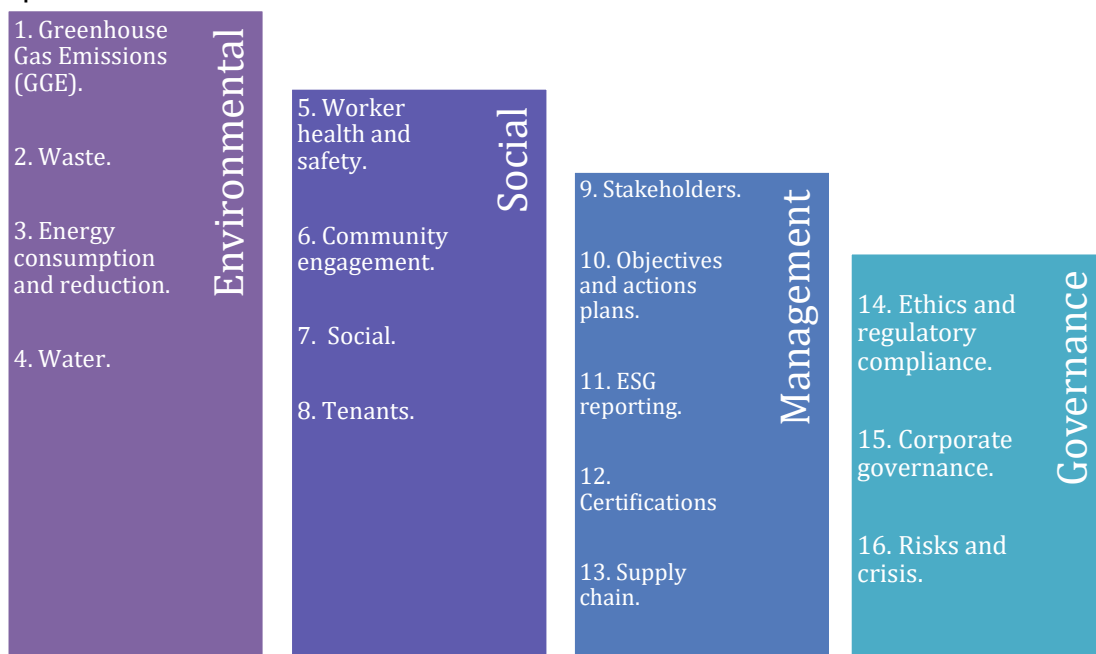 1. Greenhouse
Gas Emissions
(GGE).
2. Waste.
3. Energy
consumption
and reduction.
4. Water.
Environmental
5. Worker
health and
safety.
6. Community
engagement.
7.  Social.
8. Tenants.
Social
9. Stakeholders.
10. Objectives
and actions
plans.
11. ESG
reporting.
12.
Certifications
13. Supply
chain.
Management
14. Ethics and
regulatory
compliance.
15. Corporate
governance.
16. Risks and
crisis.
Governance